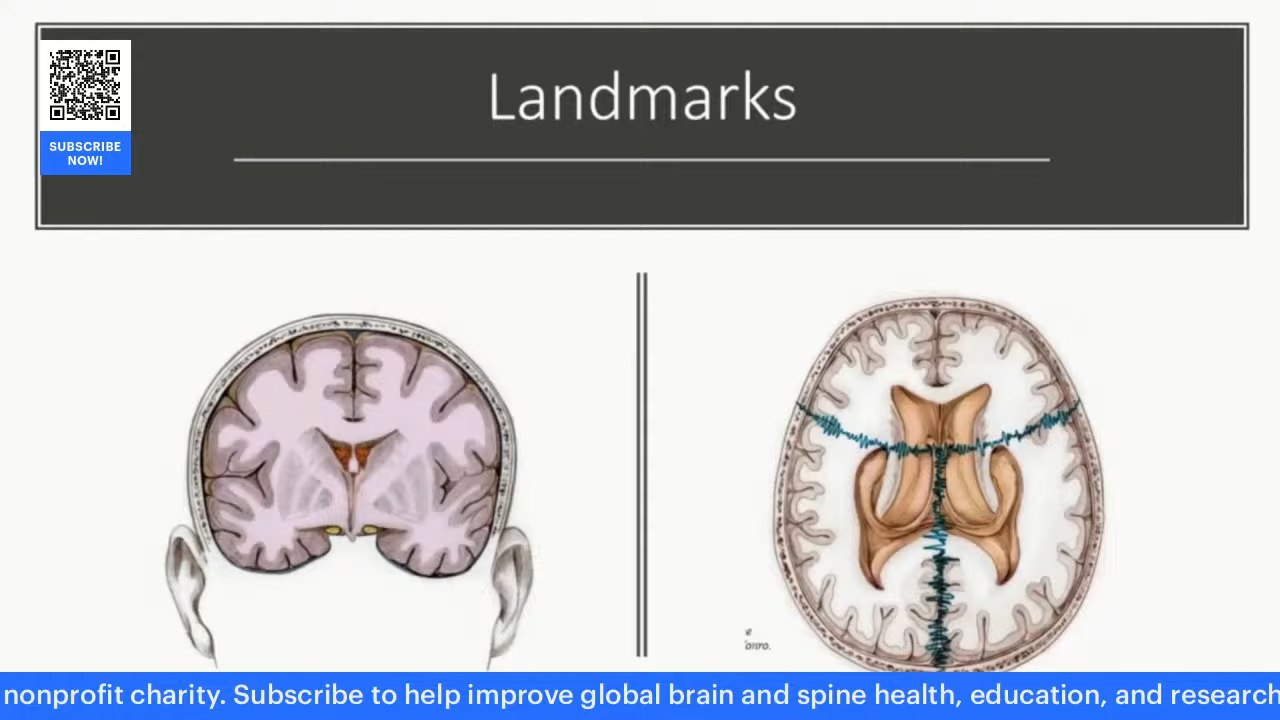 Landmarks
SUBSCRIBE
NOW!
nonprofit charity. Subscribe to help improve global brain and spine health, education, and research